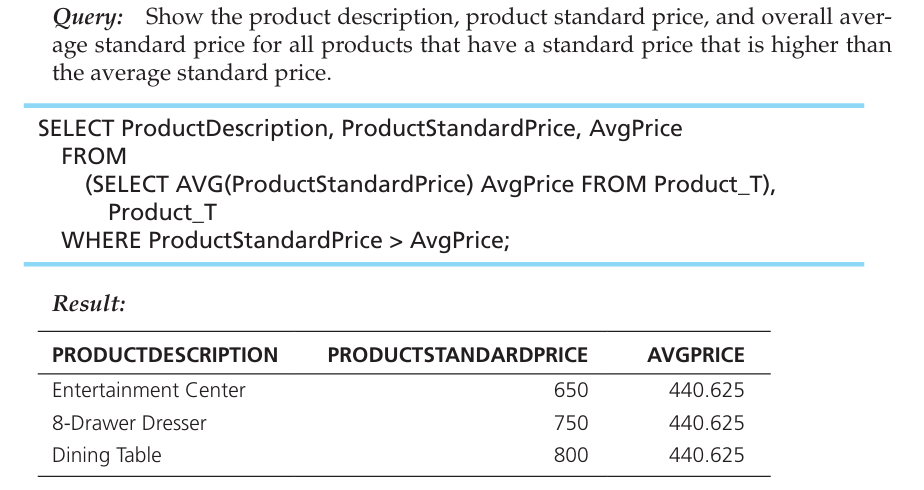 Query: Show the product description, product standard price, and overall aver-
age standard price for all products that have a standard price that is higher than
the average standard price.
SELECT ProductDescription, ProductStandardPrice, AvgPrice
FROM
(SELECT AVG(ProductStandardPrice) AvgPrice FROM Product_T),
Product_T
WHERE ProductStandardPrice > AvgPrice;
Result:
PRODUCTDESCRIPTION PRODUCTSTANDARDPRICE AVGPRICE
Entertainment Center 650 440.625
8-Drawer Dresser 750 440.625
Dining Table 800 440.625